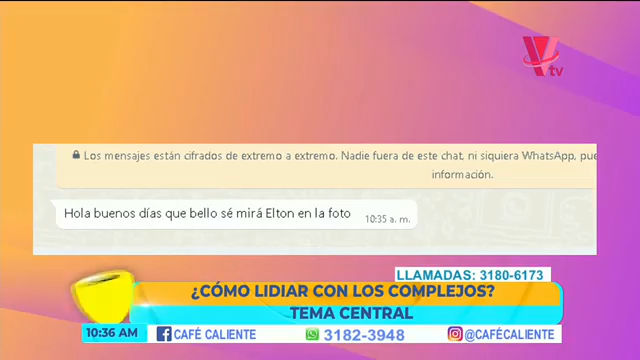 V
tv
Los mensajes están cifrados de extremo a extremo. Nadie fuera de este chat, ni siquiera WhatsApp, pue
información.
Hola buenos días que bello sé mirá Elton en la foto
10:35 a. m.
LLAMADAS: 3180-6173
¿CÓMO LIDIAR CON LOS COMPLEJOS?
TEMA CENTRAL
10:36 AM CAFÉ CALIENTE 3182-3948 @CAFÉCALIENTE